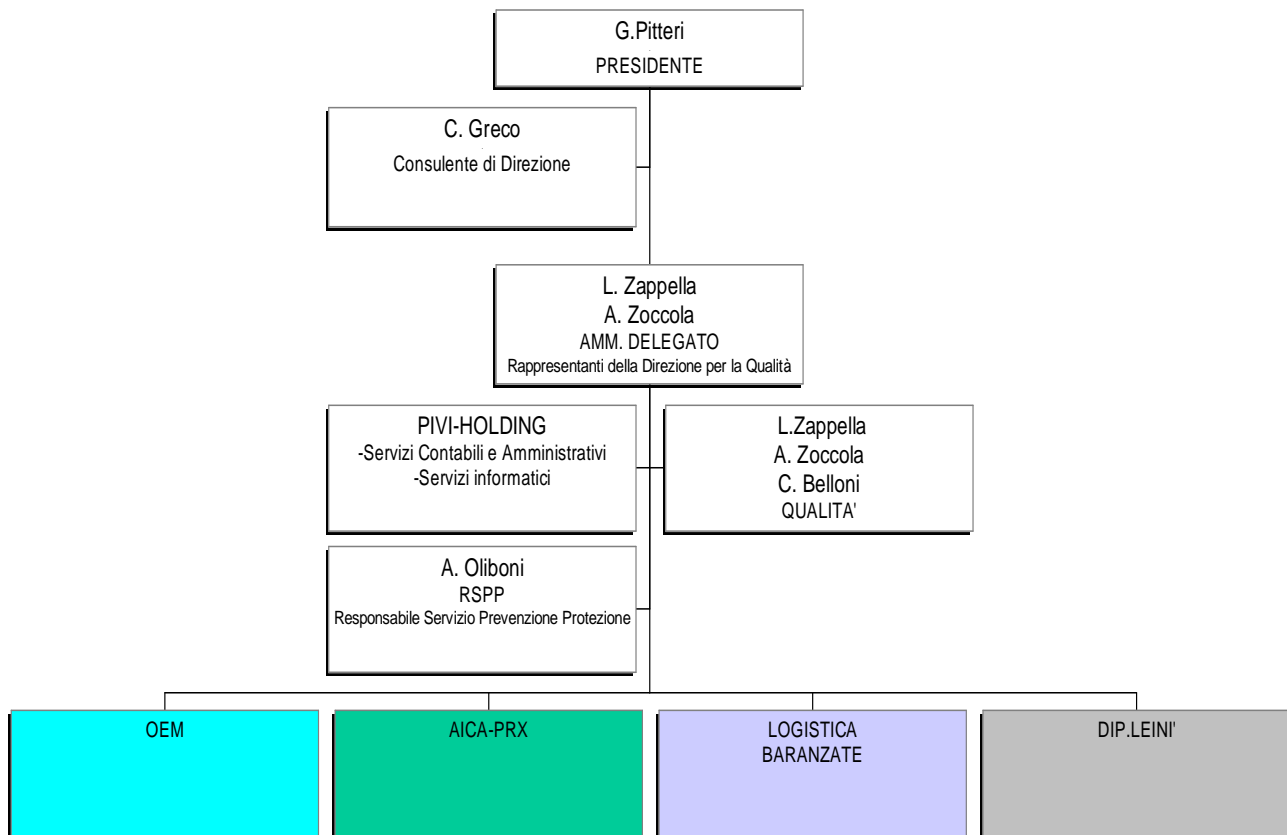 G.Pitteri
PRESIDENTE
C. Greco
Consulente di Direzione
L. Zappella
A. Zoccola
AMM. DELEGATO
Rappresentanti della Direzione per la Qualità
PIVI-HOLDING
-Servizi Contabili e Amministrativi
-Servizi informatici
L.Zappella
A. Zoccola
C. Belloni
QUALITA'
A. Oliboni
RSPP
Responsabile Servizio Prevenzione Protezione
OEM
AICA-PRX
LOGISTICA
BARANZATE
DIP.LEINI'